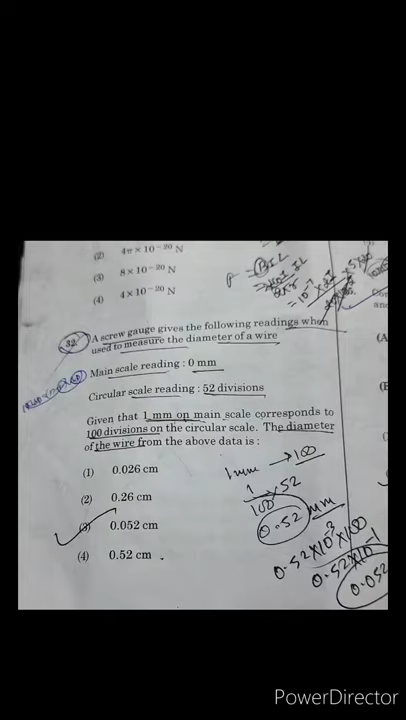 (2) 4π × 10⁻²⁰ N
(3) 8 × 10⁻²⁰ N
(4) 4 × 10⁻²⁰ N
32 A screw gauge gives the following readings when
used to measure the diameter of a wire
Main scale reading : 0 mm
Circular scale reading : 52 divisions
Given that 1 mm on main scale corresponds to
100 divisions on the circular scale. The diameter
of the wire from the above data is :
(1) 0.026 cm
(2) 0.26 cm
(3) 0.052 cm
(4) 0.52 cm
1mm → 100
1/100 × 52
0.52 mm
0.52×10⁻³×100
0.52×10⁻¹
0.052
PowerDirector